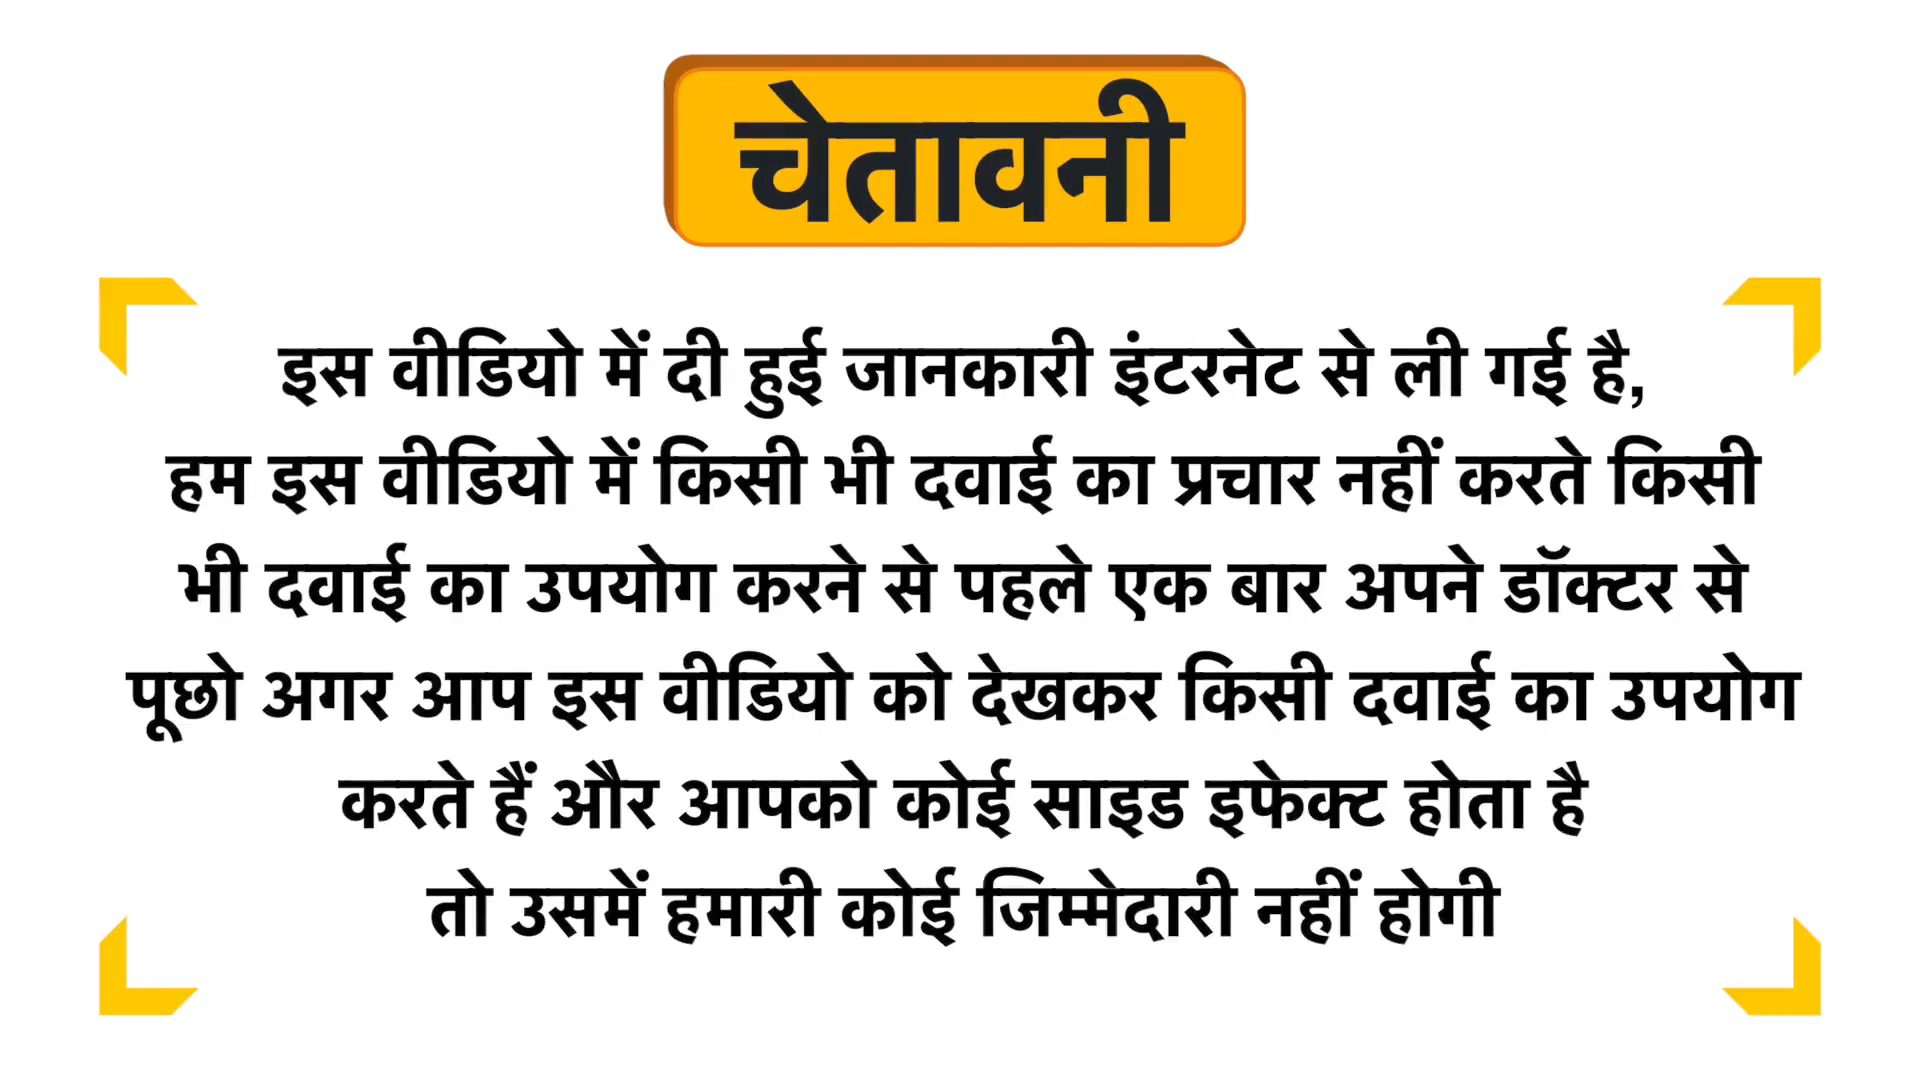 चेतावनी
इस वीडियो में दी हुई जानकारी इंटरनेट से ली गई है,
हम इस वीडियो में किसी भी दवाई का प्रचार नहीं करते किसी
भी दवाई का उपयोग करने से पहले एक बार अपने डॉक्टर से
पूछो अगर आप इस वीडियो को देखकर किसी दवाई का उपयोग
करते हैं और आपको कोई साइड इफेक्ट होता है
तो उसमें हमारी कोई जिम्मेदारी नहीं होगी